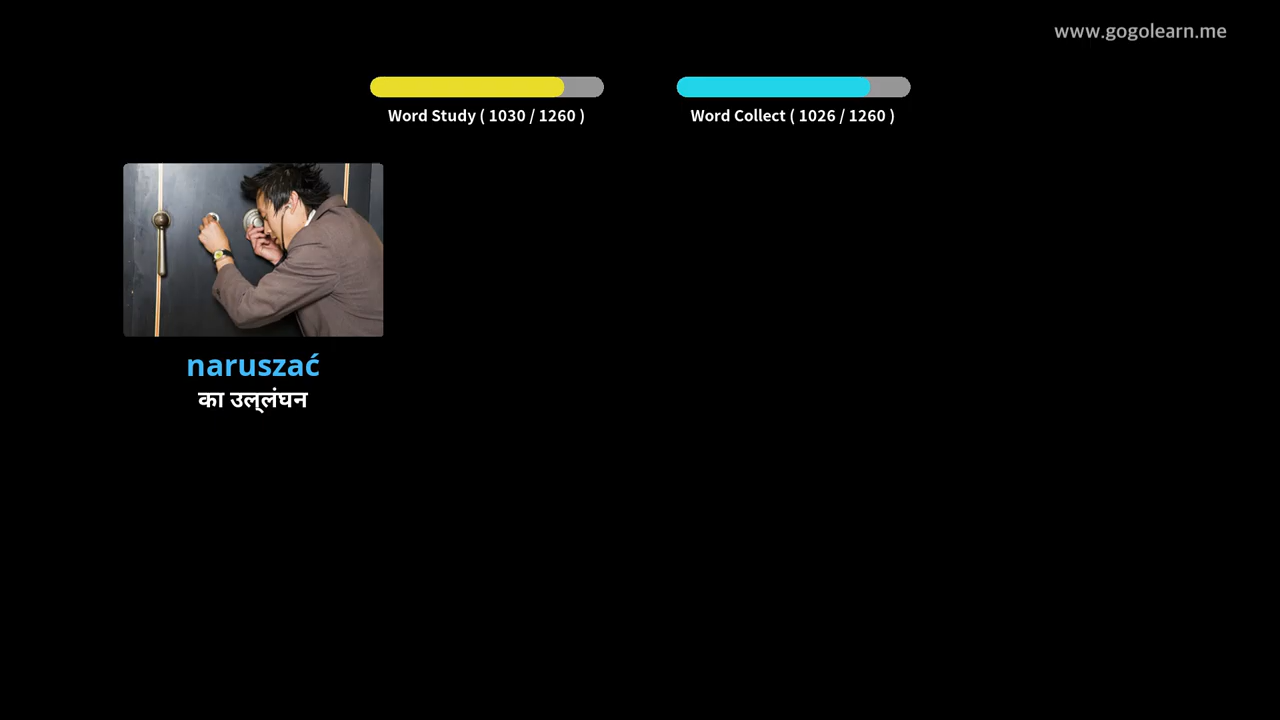 www.gogolearn.me
Word Study ( 1030 / 1260 )
Word Collect ( 1026 / 1260 )
naruszać
का उल्लंघन